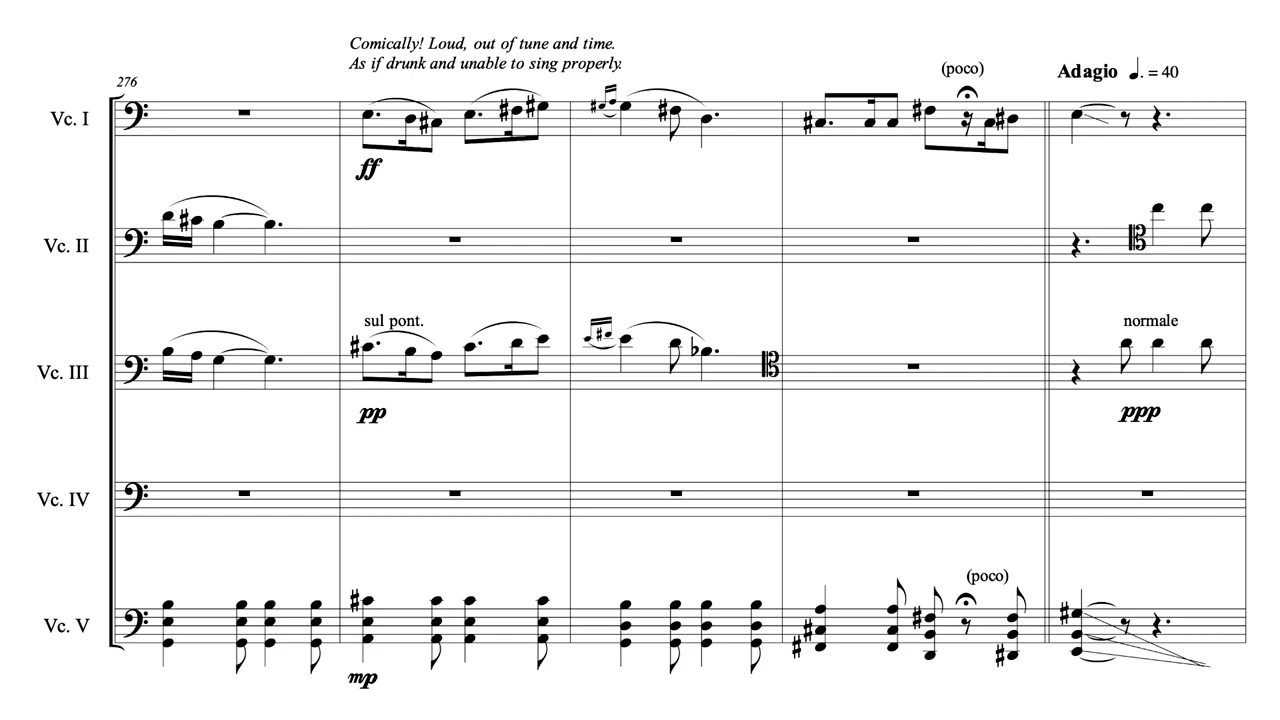 Comically! Loud, out of tune and time.
As if drunk and unable to sing properly.
276
(poco)
Adagio ♩. = 40
Vc. I
ff
Vc. II
sul pont.
normale
Vc. III
pp
ppp
Vc. IV
(poco)
Vc. V
mp